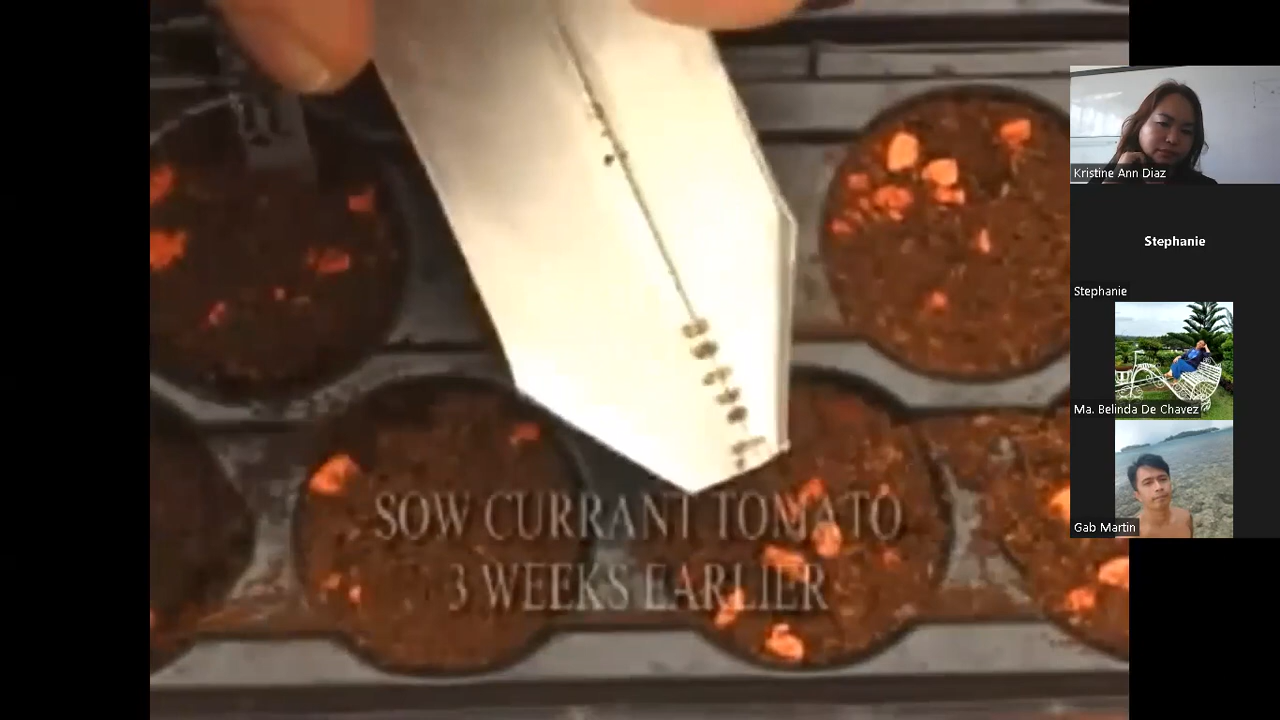 SOW CURRANT TOMATO
3 WEEKS EARLIER
Kristine Ann Diaz
Stephanie
Stephanie
Ma. Belinda De Chavez
Gab Martin